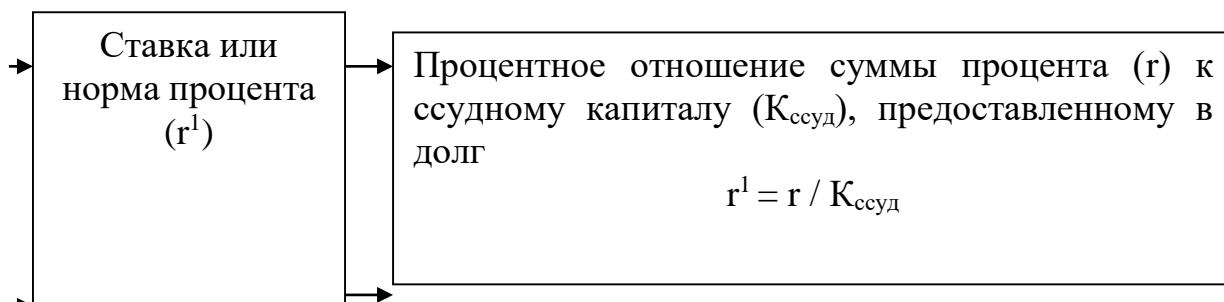 Ставка или
норма процента
(r¹)
Процентное отношение суммы процента (r) к
ссудному капиталу (Кссуд), предоставленному в
долг
r¹ = r / Кссуд